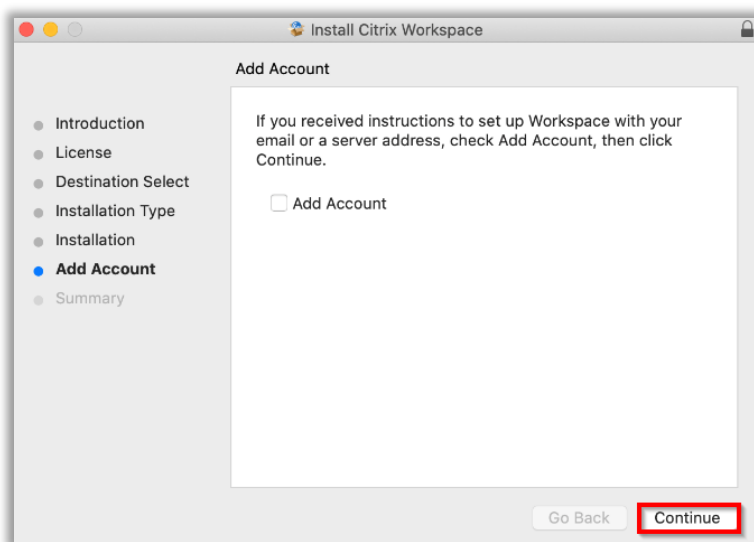 Install Citrix Workspace
Add Account
Introduction
License
Destination Select
Installation Type
Installation
Add Account
Summary
If you received instructions to set up Workspace with your
email or a server address, check Add Account, then click
Continue.
Add Account
Go Back
Continue